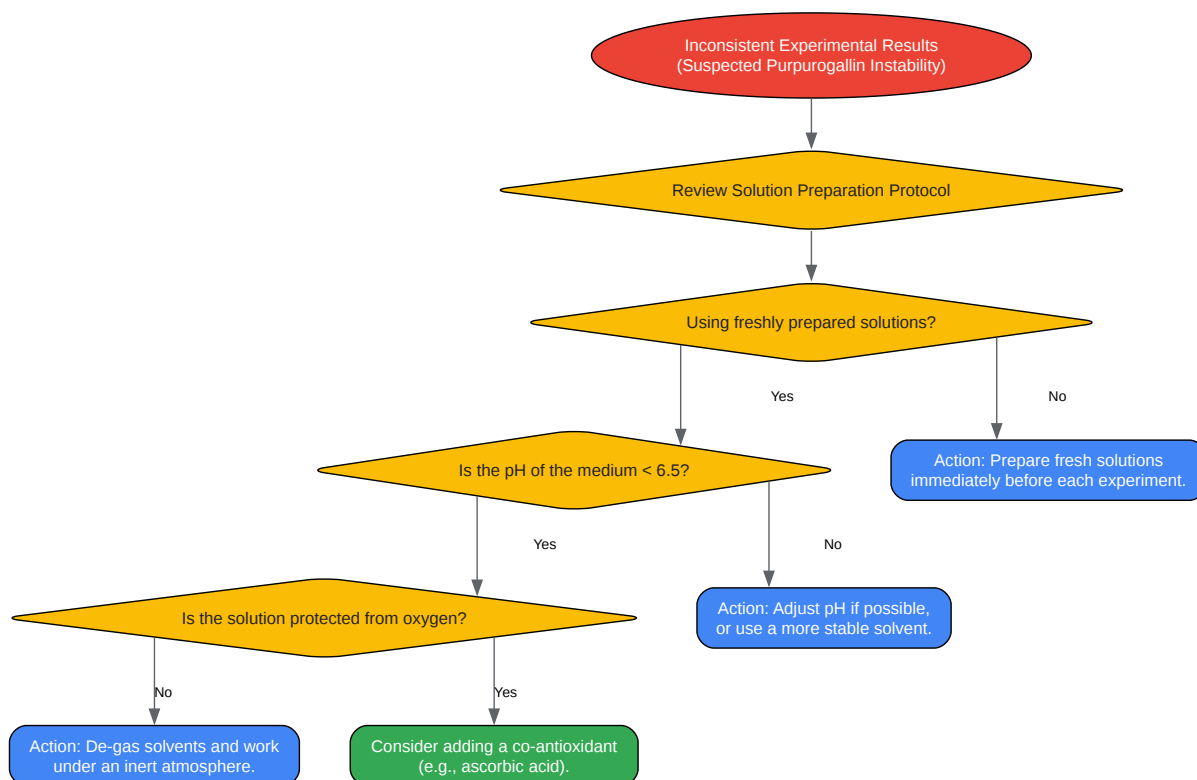 Inconsistent Experimental Results
(Suspected Purpurogallin Instability)
Review Solution Preparation Protocol
Using freshly prepared solutions?
Yes
No
Is the pH of the medium < 6.5?
Action: Prepare fresh solutions
immediately before each experiment.
Yes
No
Is the solution protected from oxygen?
Action: Adjust pH if possible,
or use a more stable solvent.
No
Yes
Action: De-gas solvents and work
under an inert atmosphere.
Consider adding a co-antioxidant
(e.g., ascorbic acid).